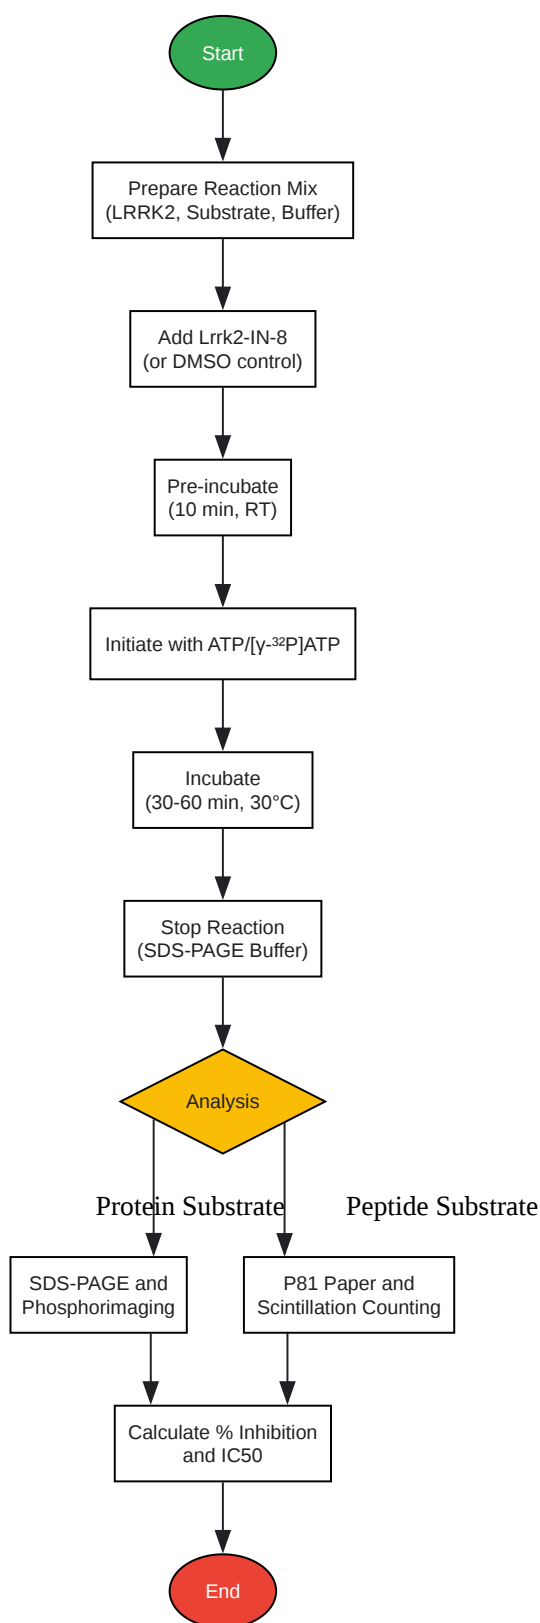 Start
Prepare Reaction Mix
(LRRK2, Substrate, Buffer)
Add Lrrk2-IN-8
(or DMSO control)
Pre-incubate
(10 min, RT)
Initiate with ATP/[γ-³²P]ATP
Incubate
(30-60 min, 30°C)
Stop Reaction
(SDS-PAGE Buffer)
Analysis
Protein Substrate
Peptide Substrate
SDS-PAGE and
Phosphorimaging
P81 Paper and
Scintillation Counting
Calculate % Inhibition
and IC50
End